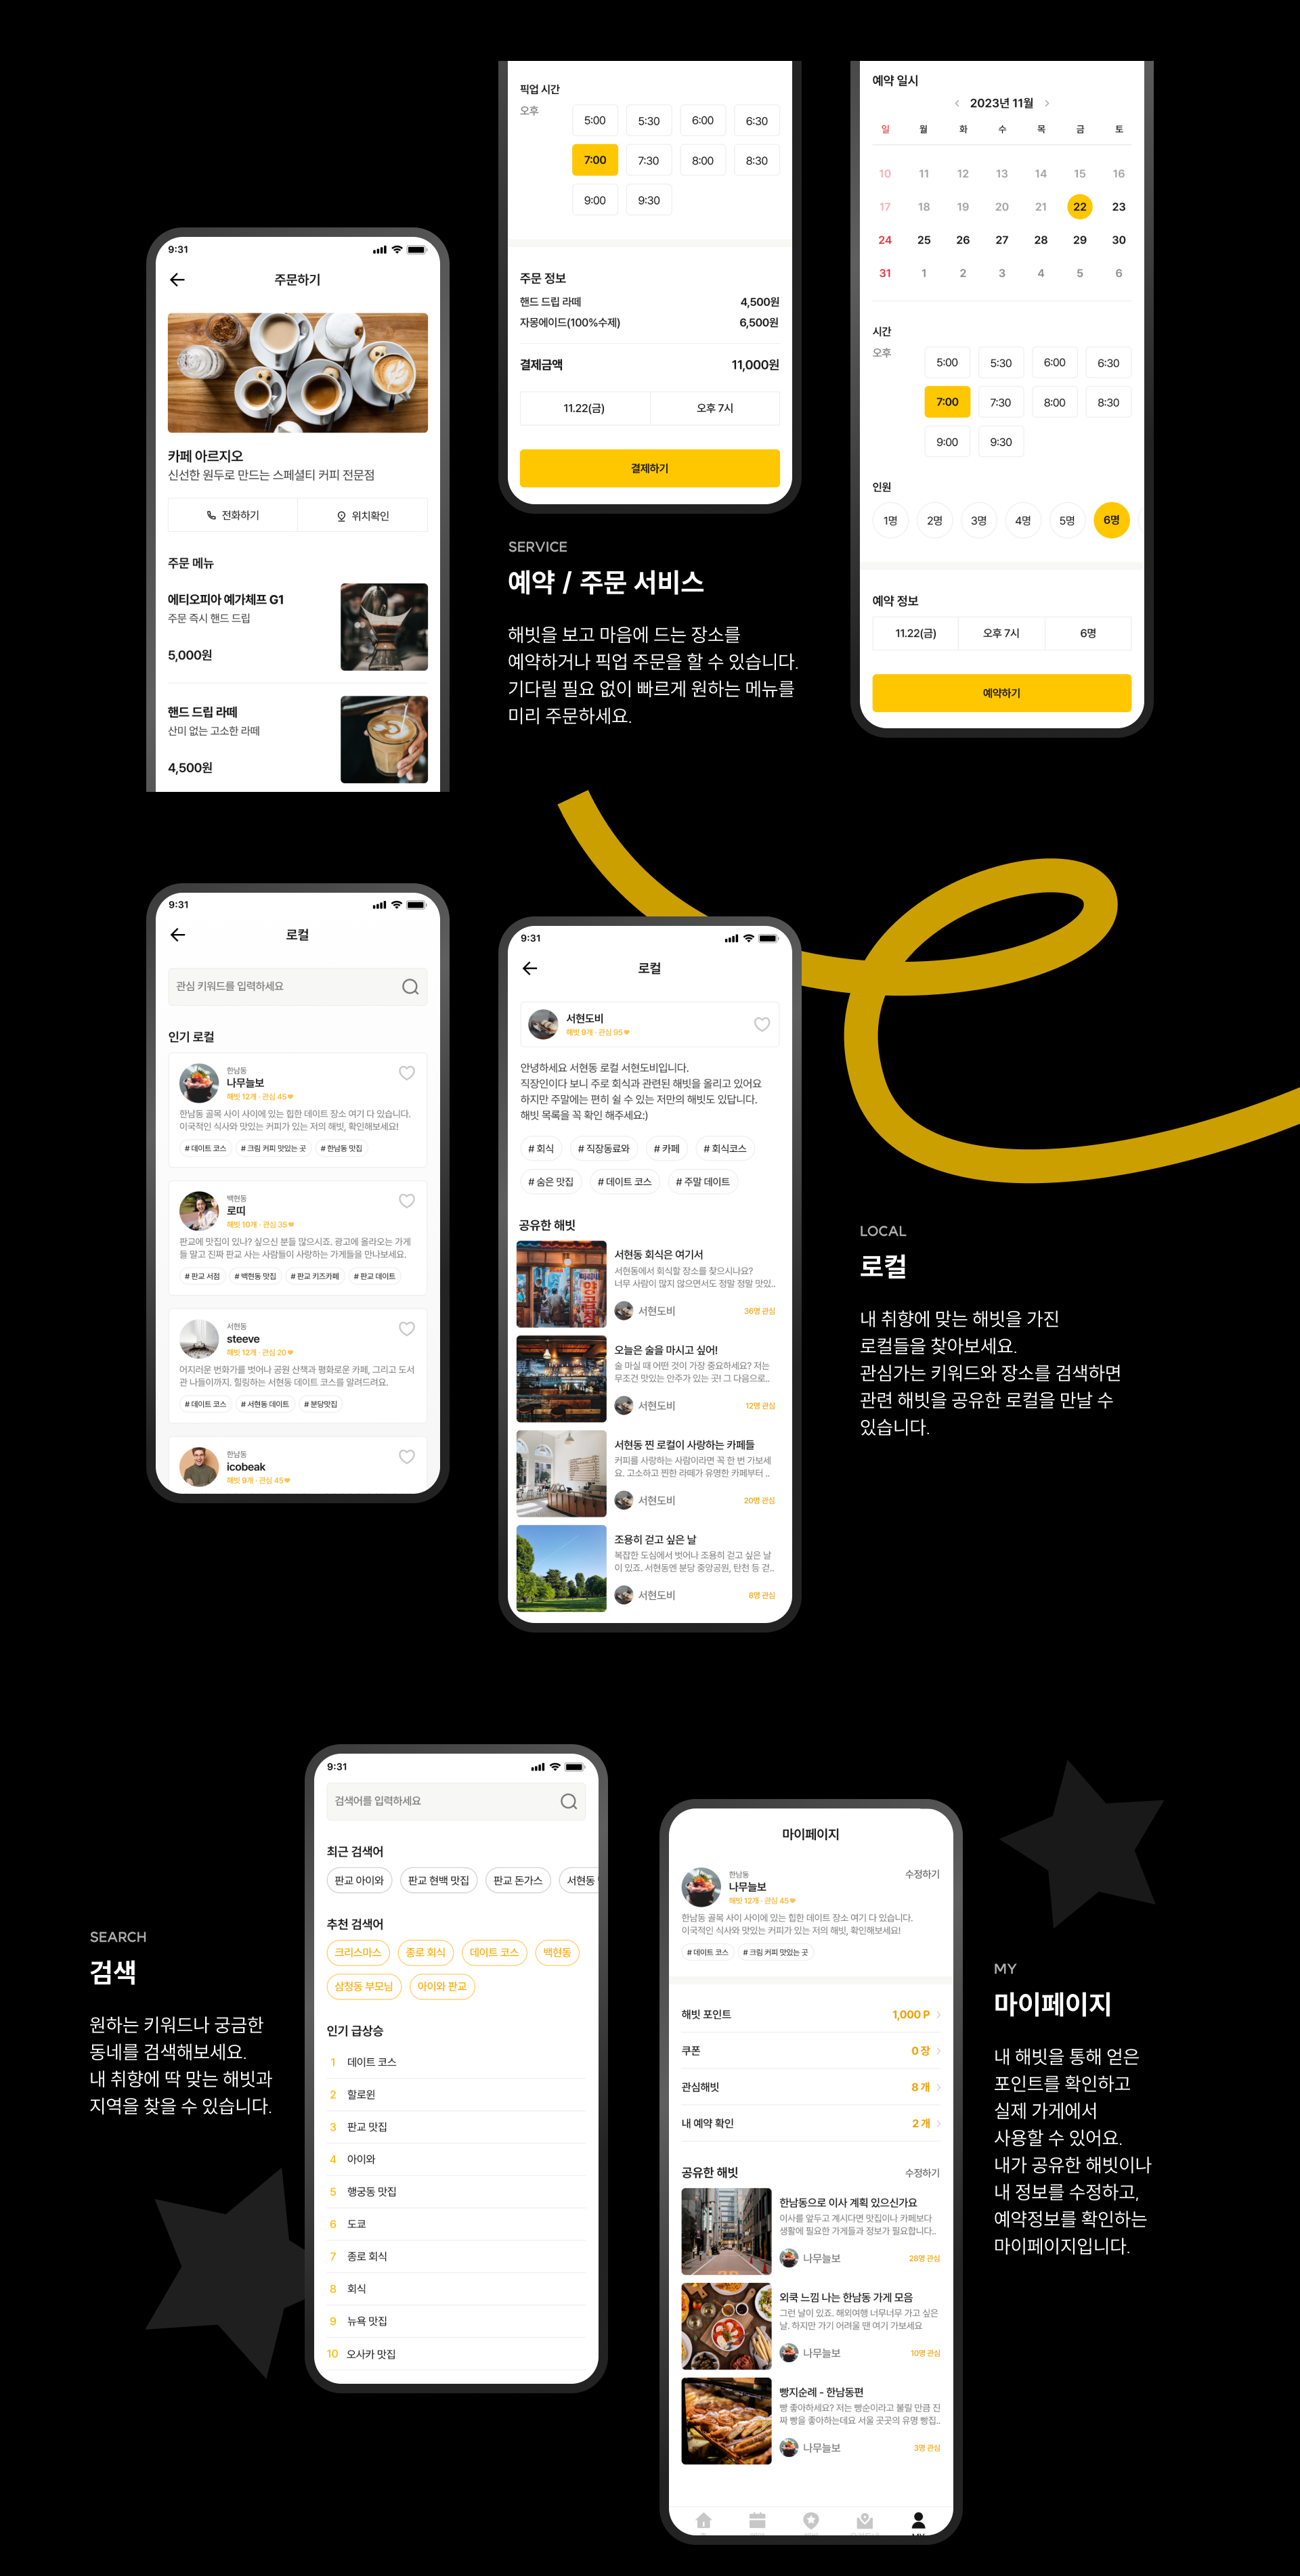 픽업 시간
오후
5:00 5:30 6:00 6:30
7:00 7:30 8:00 8:30
9:00 9:30
주문 정보
핸드 드립 라떼 4,500원
자몽에이드(100%수제) 6,500원
결제금액 11,000원
11.22(금) 오후 7시
결제하기
예약 일시
2023년 11월
일 월 화 수 목 금 토
10 11 12 13 14 15 16
17 18 19 20 21 22 23
24 25 26 27 28 29 30
31 1 2 3 4 5 6
시간
오후
5:00 5:30 6:00 6:30
7:00 7:30 8:00 8:30
9:00 9:30
인원
1명 2명 3명 4명 5명 6명
예약 정보
11.22(금) 오후 7시 6명
예약하기
9:31
주문하기
카페 아르지오
신선한 원두로 만드는 스페셜티 커피 전문점
전화하기 위치확인
주문 메뉴
에티오피아 예가체프 G1
주문 즉시 핸드 드립
5,000원
핸드 드립 라떼
산미 없는 고소한 라떼
4,500원
SERVICE
예약 / 주문 서비스
해빗을 보고 마음에 드는 장소를
예약하거나 픽업 주문을 할 수 있습니다.
기다릴 필요 없이 빠르게 원하는 메뉴를
미리 주문하세요.
9:31
로컬
관심 키워드를 입력하세요
인기 로컬
한남동
나무늘보
해빗 12개 · 관심 45♥
한남동 골목 사이 사이에 있는 힙한 데이트 장소 여기 다 있습니다.
이국적인 식사와 맛있는 커피가 있는 저의 해빗, 확인해보세요!
# 데이트 코스 # 크림 커피 맛있는 곳 # 한남동 맛집
백현동
로띠
해빗 10개 · 관심 35♥
판교에 맛집이 있나? 싶으신 분들 많으시죠. 광고에 올라오는 가게
들 말고 진짜 판교 사는 사람들이 사랑하는 가게들을 만나보세요.
# 판교 서점 # 백현동 맛집 # 판교 키즈카페 # 판교 데이트
서현동
steeve
해빗 12개 · 관심 20♥
어지러운 번화가를 벗어나 공원 산책과 평화로운 카페, 그리고 도서
관 나들이까지. 힐링하는 서현동 데이트 코스를 알려드려요.
# 데이트 코스 # 서현동 데이트 # 분당맛집
한남동
icobeak
해빗 9개 · 관심 45♥
9:31
로컬
서현도비
해빗 9개 · 관심 95♥
안녕하세요 서현동 로컬 서현도비입니다.
직장인이다 보니 주로 회식과 관련된 해빗을 올리고 있어요
하지만 주말에는 편히 쉴 수 있는 저만의 해빗도 있답니다.
해빗 목록을 꼭 확인 해주세요:)
# 회식 # 직장동료와 # 카페 # 회식코스
# 숨은 맛집 # 데이트 코스 # 주말 데이트
공유한 해빗
서현동 회식은 여기서
서현동에서 회식할 장소를 찾으시나요?
너무 사람이 많지 않으면서도 정말 정말 맛있..
서현도비 36명 관심
오늘은 술을 마시고 싶어!
술 마실 때 어떤 것이 가장 중요하세요? 저는
무조건 맛있는 안주가 있는 곳! 그 다음으로..
서현도비 12명 관심
서현동 찐 로컬이 사랑하는 카페들
커피를 사랑하는 사람이라면 꼭 한 번 가보세
요. 고소하고 찐한 라떼가 유명한 카페부터 ..
서현도비 20명 관심
조용히 걷고 싶은 날
복잡한 도심에서 벗어나 조용히 걷고 싶은 날
이 있죠. 서현동엔 분당 중앙공원, 탄천 등 걷..
서현도비 8명 관심
LOCAL
로컬
내 취향에 맞는 해빗을 가진
로컬들을 찾아보세요.
관심가는 키워드와 장소를 검색하면
관련 해빗을 공유한 로컬을 만날 수
있습니다.
SEARCH
검색
원하는 키워드나 궁금한
동네를 검색해보세요.
내 취향에 딱 맞는 해빗과
지역을 찾을 수 있습니다.
9:31
검색어를 입력하세요
최근 검색어
판교 아이와 판교 현백 맛집 판교 돈가스 서현동
추천 검색어
크리스마스 종로 회식 데이트 코스 백현동
삼청동 부모님 아이와 판교
인기 급상승
1 데이트 코스
2 할로윈
3 판교 맛집
4 아이와
5 행궁동 맛집
6 도쿄
7 종로 회식
8 회식
9 뉴욕 맛집
10 오사카 맛집
마이페이지
한남동
수정하기
나무늘보
해빗 12개 · 관심 45♥
한남동 골목 사이 사이에 있는 힙한 데이트 장소 여기 다 있습니다.
이국적인 식사와 맛있는 커피가 있는 저의 해빗, 확인해보세요!
# 데이트 코스 # 크림 커피 맛있는 곳
해빗 포인트 1,000 P
쿠폰 0 장
관심해빗 8 개
내 예약 확인 2 개
공유한 해빗 수정하기
한남동으로 이사 계획 있으신가요
이사를 앞두고 계시다면 맛집이나 카페보다
생활에 필요한 가게들과 정보가 필요합니다..
나무늘보 28명 관심
외쿡 느낌 나는 한남동 가게 모음
그런 날이 있죠. 해외여행 너무너무 가고 싶은
날. 하지만 가기 어려울 땐 여기 가보세요
나무늘보 10명 관심
빵지순례 - 한남동편
빵 좋아하세요? 저는 빵순이라고 불릴 만큼 진
짜 빵을 좋아하는데요 서울 곳곳의 유명 빵집..
나무늘보 3명 관심
MY
마이페이지
내 해빗을 통해 얻은
포인트를 확인하고
실제 가게에서
사용할 수 있어요.
내가 공유한 해빗이나
내 정보를 수정하고,
예약정보를 확인하는
마이페이지입니다.